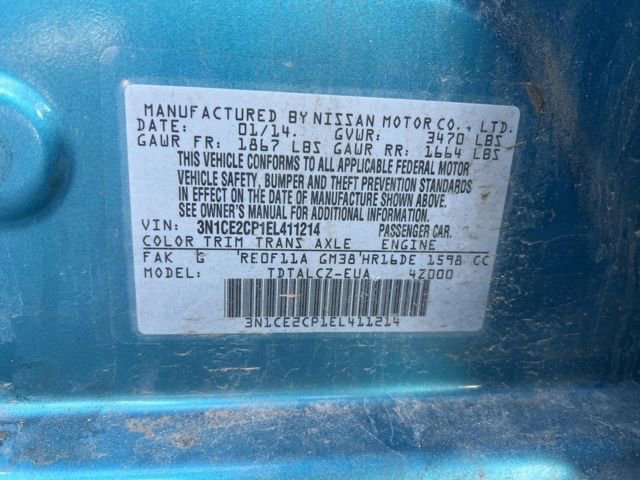 MANUFACTURED BY NISSAN MOTOR CO., LTD.
DATE: 01/14. GVWR: 3470 LBS
GAWR FR: 1867 LBS GAWR RR: 1664 LBS
THIS VEHICLE CONFORMS TO ALL APPLICABLE FEDERAL MOTOR
VEHICLE SAFETY, BUMPER AND THEFT PREVENTION STANDARDS
IN EFFECT ON THE DATE OF MANUFACTURE SHOWN ABOVE.
SEE OWNER'S MANUAL FOR ADDITIONAL INFORMATION.
VIN: 3N1CE2CP1EL411214 PASSENGER CAR.
COLOR TRIM TRANS AXLE ENGINE
FAK G 'RE0F11A GM38'HR16DE 1598 CC
MODEL: TDTALCZ-EUA 4Z000
3N1CE2CP1EL411214